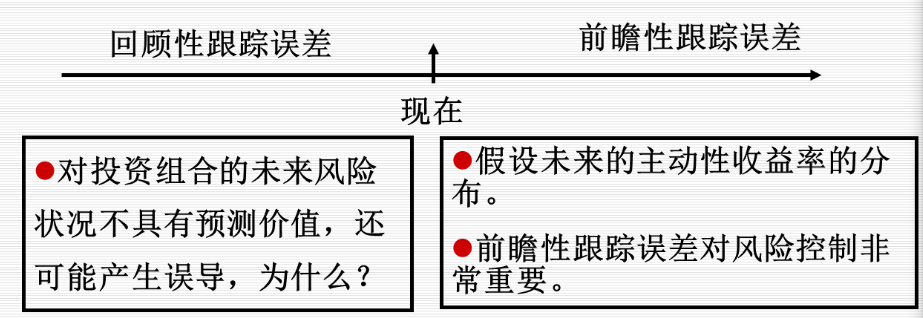 回顾性跟踪误差
前瞻性跟踪误差
现在
●对投资组合的未来风险
状况不具有预测价值，还
可能产生误导，为什么？
●假设未来的主动性收益率的分
布。
●前瞻性跟踪误差对风险控制非
常重要。